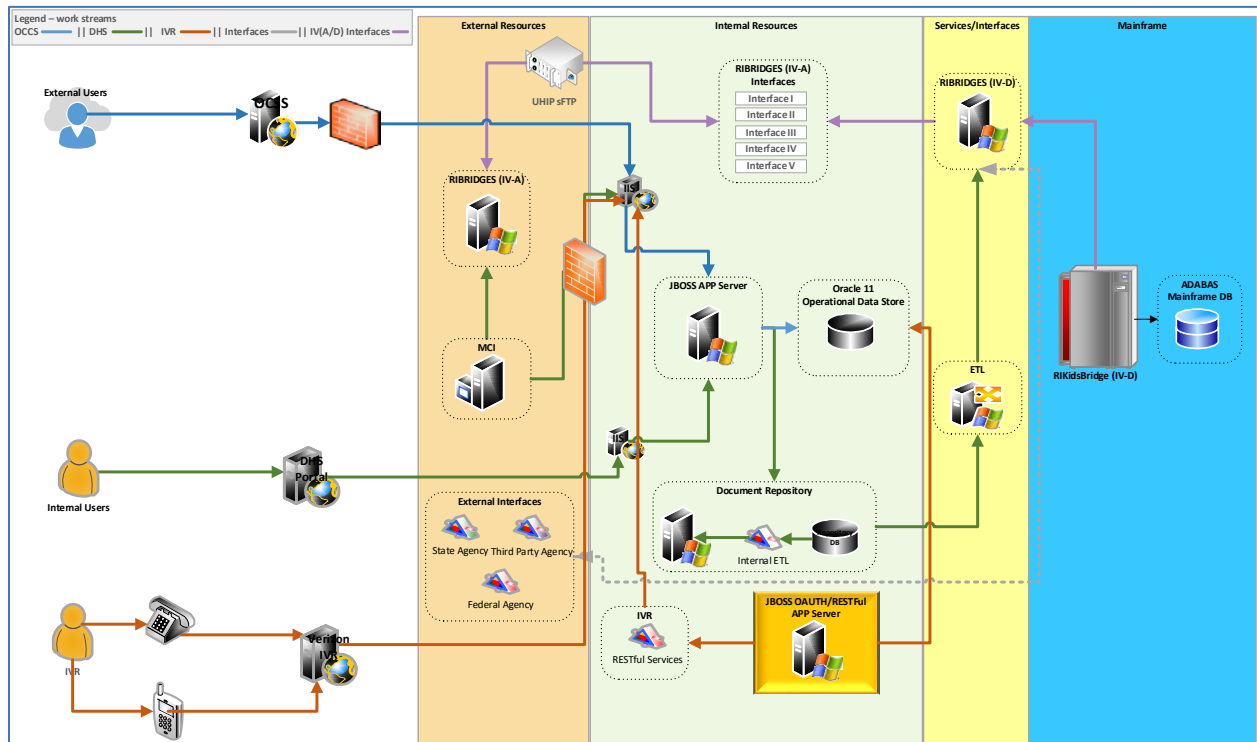 Legend – work streams
OCCS || DHS || IVR || Interfaces || IV(A/D) Interfaces
External Resources
Internal Resources
Services/Interfaces
Mainframe
External Users
OCSS
UHIP sFTP
RIBRIDGES (IV-A)
Interfaces
Interface I
Interface II
Interface III
Interface IV
Interface V
RIBRIDGES (IV-D)
RIBRIDGES (IV-A)
IIS
JBOSS APP Server
Oracle 11
Operational Data Store
ADABAS
Mainframe DB
RIKidsBridge (IV-D)
MCI
ETL
IIS
Internal Users
DHS
Portal
External Interfaces
State Agency
Third Party Agency
Federal Agency
Document Repository
DB
Internal ETL
IVR
RESTful Services
JBOSS OAUTH/RESTFul
APP Server
IVR
Verizon
IVR